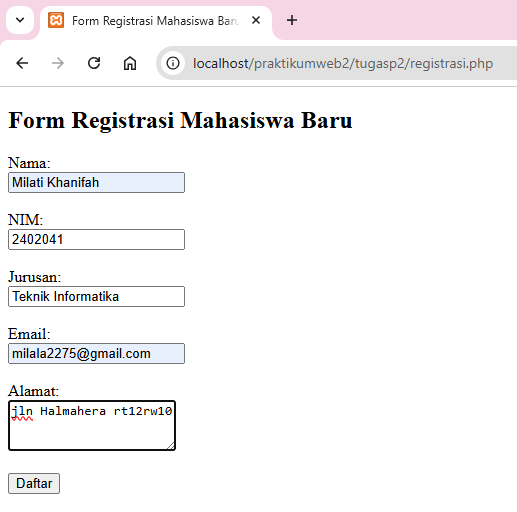 Form Registrasi Mahasiswa Baru
localhost/praktikumweb2/tugasp2/registrasi.php
Form Registrasi Mahasiswa Baru
Nama:
Milati Khanifah
NIM:
2402041
Jurusan:
Teknik Informatika
Email:
milala2275@gmail.com
Alamat:
jln Halmahera rt12rw10
Daftar